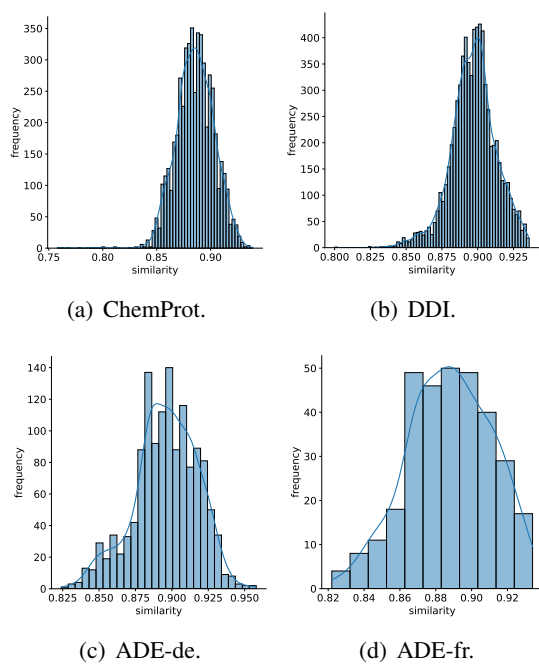 350
300
250
200
150
100
50
0
frequency
0.75 0.80 0.85 0.90
similarity
(a) ChemProt.
400
350
300
250
200
150
100
50
0
frequency
0.800 0.825 0.850 0.875 0.900 0.925
similarity
(b) DDI.
140
120
100
80
60
40
20
0
frequency
0.825 0.850 0.875 0.900 0.925 0.950
similarity
(c) ADE-de.
50
40
30
20
10
0
frequency
0.82 0.84 0.86 0.88 0.90 0.92
similarity
(d) ADE-fr.